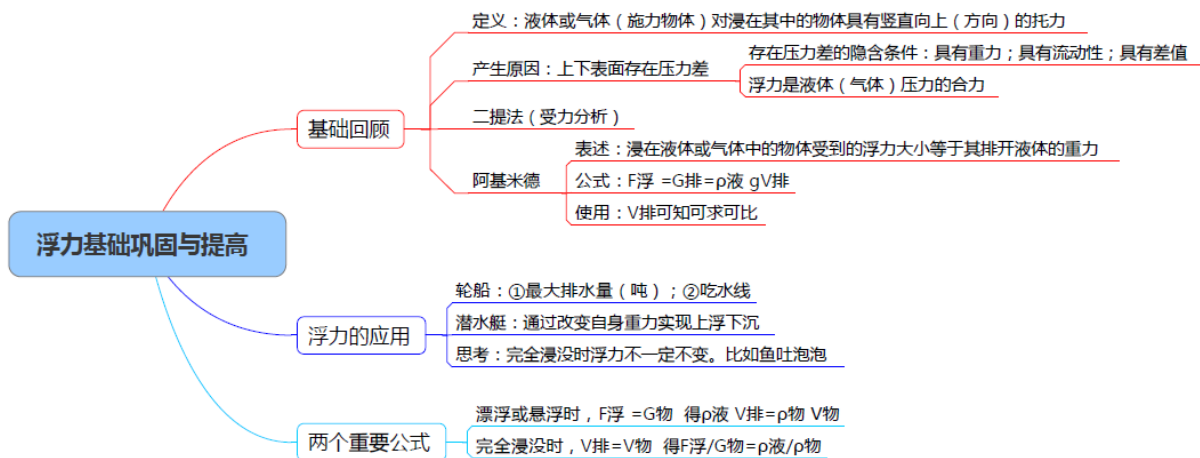 浮力基础巩固与提高
基础回顾
定义：液体或气体（施力物体）对浸在其中的物体具有竖直向上（方向）的托力
产生原因：上下表面存在压力差
存在压力差的隐含条件：具有重力；具有流动性；具有差值
浮力是液体（气体）压力的合力
二提法（受力分析）
阿基米德
表述：浸在液体或气体中的物体受到的浮力大小等于其排开液体的重力
公式：F浮 =G排=ρ液 gV排
使用：V排可知可求可比
浮力的应用
轮船：①最大排水量（吨）；②吃水线
潜水艇：通过改变自身重力实现上浮下沉
思考：完全浸没时浮力不一定不变。比如鱼吐泡泡
两个重要公式
漂浮或悬浮时，F浮 =G物 得ρ液 V排=ρ物 V物
完全浸没时，V排=V物 得F浮/G物=ρ液/ρ物